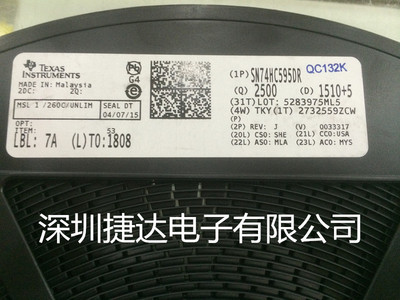 TEXAS
INSTRUMENTS
MADE IN: Malaysia
2DC: 2Q:
Pb
G4
MSL 1 /260C/UNLIM
SEAL DT
04/07/15
OPT:
ITEM: 53
LBL: 7A (L)TO:1808
(1P) SN74HC595DR
QC132K
(Q) 2500 (D) 1510+5
(31T) LOT: 5283975ML5
(4W) TKY(1T) 2732559ZCW
(P)
(2P) REV: J (V) 0033317
(20L) CSO: SHE (21L) CCO: USA
(22L) ASO: MLA (23L) ACO: MYS
深圳捷达电子有限公司